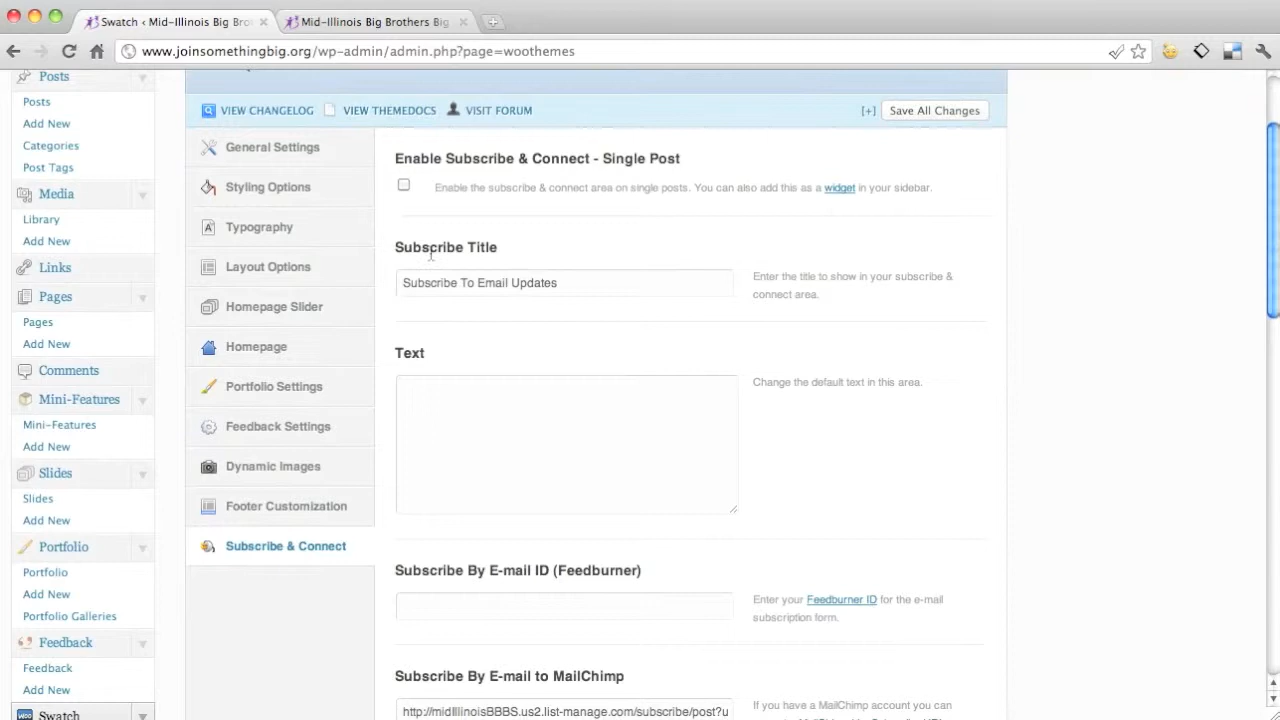 Swatch ‹ Mid-Illinois Big Bro
Mid-Illinois Big Brothers Big
www.joinsomethingbig.org/wp-admin/admin.php?page=woothemes
Posts
Posts
Add New
Categories
Post Tags
Media
Library
Add New
Links
Pages
Pages
Add New
Comments
Mini-Features
Mini-Features
Add New
Slides
Slides
Add New
Portfolio
Portfolio
Add New
Portfolio Galleries
Feedback
Feedback
Add New
Swatch
VIEW CHANGELOG VIEW THEMEDOCS VISIT FORUM
[+] Save All Changes
General Settings
Styling Options
Typography
Layout Options
Homepage Slider
Homepage
Portfolio Settings
Feedback Settings
Dynamic Images
Footer Customization
Subscribe & Connect
Enable Subscribe & Connect - Single Post
Enable the subscribe & connect area on single posts. You can also add this as a widget in your sidebar.
Subscribe Title
Subscribe To Email Updates
Enter the title to show in your subscribe &
connect area.
Text
Change the default text in this area.
Subscribe By E-mail ID (Feedburner)
Enter your Feedburner ID for the e-mail
subscription form.
Subscribe By E-mail to MailChimp
http://midIllinoisBBBS.us2.list-manage.com/subscribe/post?u
If you have a MailChimp account you can